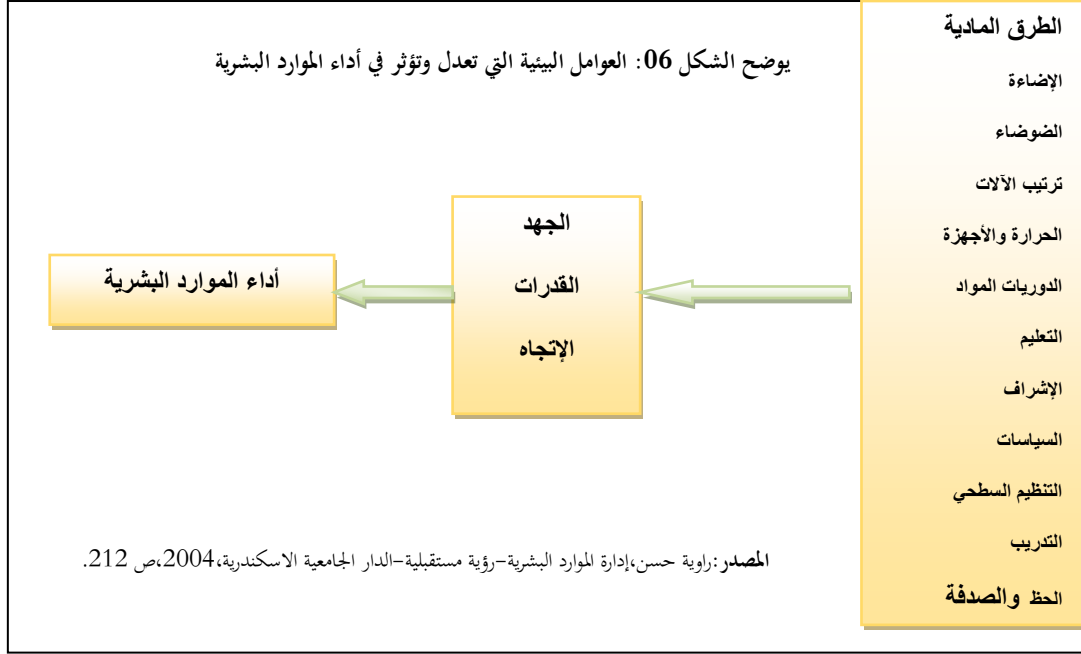 يوضح الشكل 06: العوامل البيئية التي تعدل وتؤثر في أداء الموارد البشرية
الطرق المادية
الإضاءة
الضوضاء
ترتيب الآلات
الحرارة والأجهزة
الدوريات المواد
التعليم
الإشراف
السياسات
التنظيم السطحي
التدريب
الحظ والصدفة
الجهد
القدرات
الإتجاه
أداء الموارد البشرية
المصدر:راوية حسن،إدارة الموارد البشرية-رؤية مستقبلية-الدار الجامعية الاسكندرية،2004،ص 212.